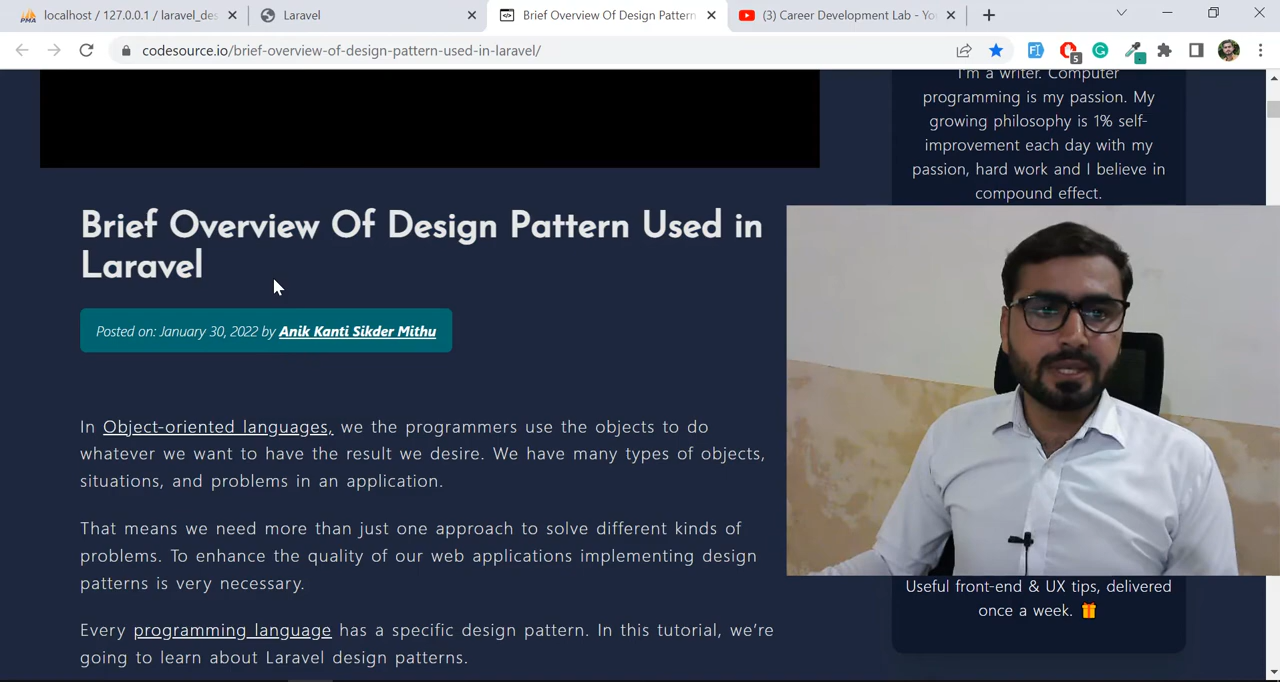 localhost / 127.0.0.1 / laravel_des
Laravel
Brief Overview Of Design Pattern
(3) Career Development Lab - Yo
codesource.io/brief-overview-of-design-pattern-used-in-laravel/
5
I'm a writer. Computer
programming is my passion. My
growing philosophy is 1% self-
improvement each day with my
passion, hard work and I believe in
compound effect.
Brief Overview Of Design Pattern Used in
Laravel
Posted on: January 30, 2022 by Anik Kanti Sikder Mithu
In Object-oriented languages, we the programmers use the objects to do
whatever we want to have the result we desire. We have many types of objects,
situations, and problems in an application.
That means we need more than just one approach to solve different kinds of
problems. To enhance the quality of our web applications implementing design
patterns is very necessary.
Every programming language has a specific design pattern. In this tutorial, we're
going to learn about Laravel design patterns.
Useful front-end & UX tips, delivered
once a week. 🎁